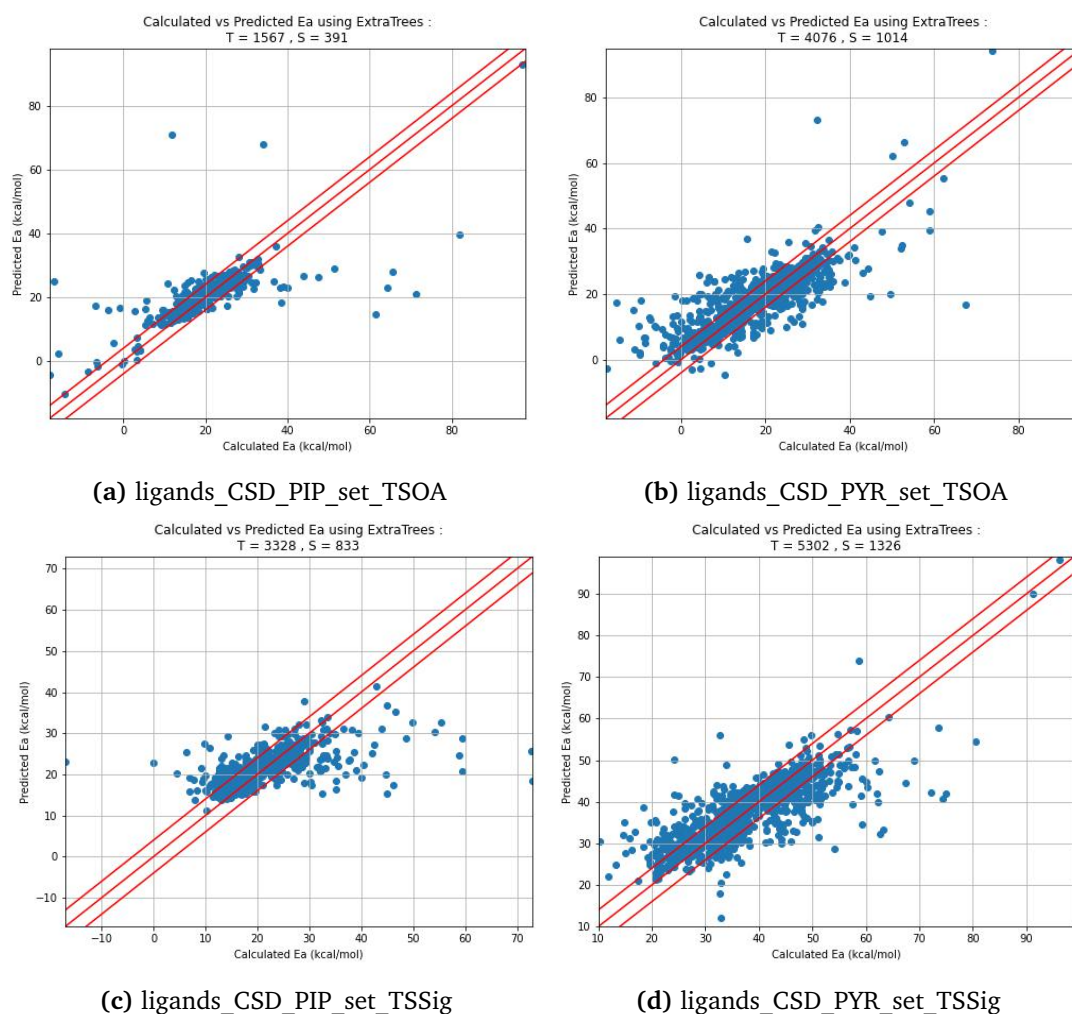 Calculated vs Predicted Ea using ExtraTrees :
T = 1567 , S = 391
Predicted Ea (kcal/mol)
80
60
40
20
0
0 20 40 60 80
Calculated Ea (kcal/mol)
(a) ligands_CSD_PIP_set_TSOA
Calculated vs Predicted Ea using ExtraTrees :
T = 4076 , S = 1014
Predicted Ea (kcal/mol)
80
60
40
20
0
0 20 40 60 80
Calculated Ea (kcal/mol)
(b) ligands_CSD_PYR_set_TSOA
Calculated vs Predicted Ea using ExtraTrees :
T = 3328 , S = 833
Predicted Ea (kcal/mol)
70
60
50
40
30
20
10
0
−10
−10 0 10 20 30 40 50 60 70
Calculated Ea (kcal/mol)
(c) ligands_CSD_PIP_set_TSSig
Calculated vs Predicted Ea using ExtraTrees :
T = 5302 , S = 1326
Predicted Ea (kcal/mol)
90
80
70
60
50
40
30
20
10
10 20 30 40 50 60 70 80 90
Calculated Ea (kcal/mol)
(d) ligands_CSD_PYR_set_TSSig